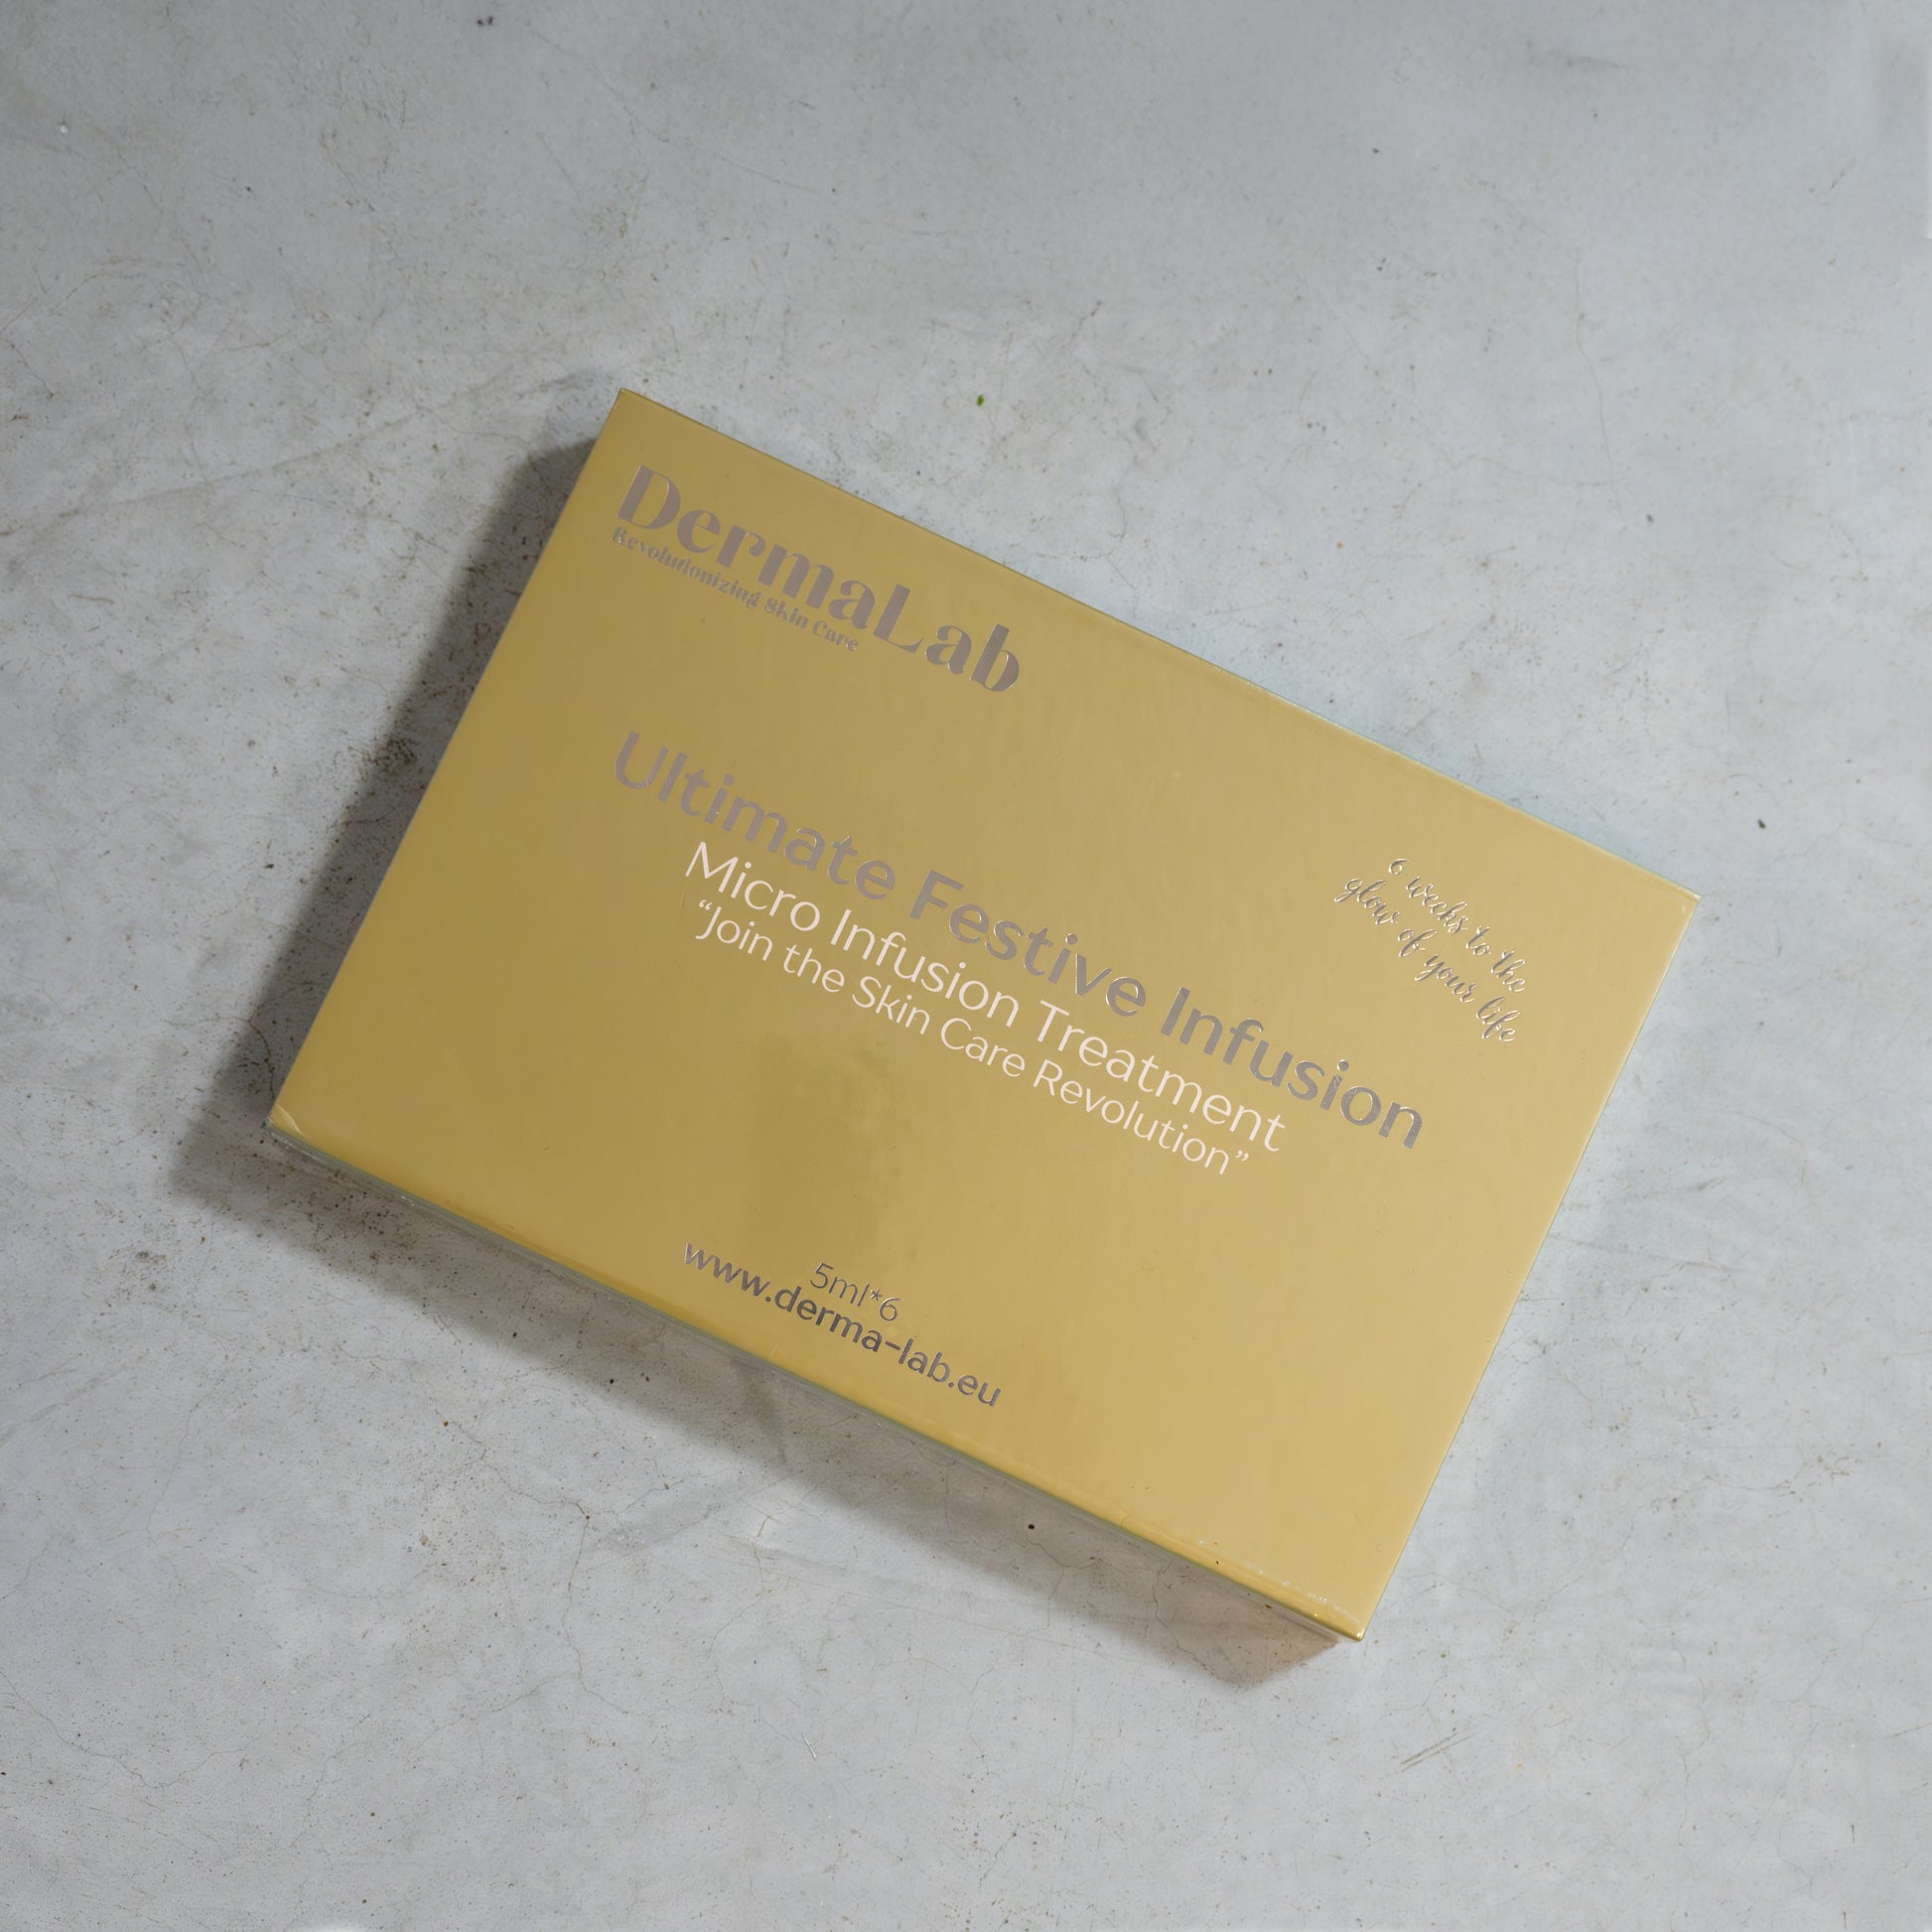 DermaLab
Revolutionizing Skin Care
Ultimate Festive Infusion
Micro Infusion Treatment
“Join the Skin Care Revolution”
6 weeks to the
glow of your life
5ml*6
www.derma-lab.eu